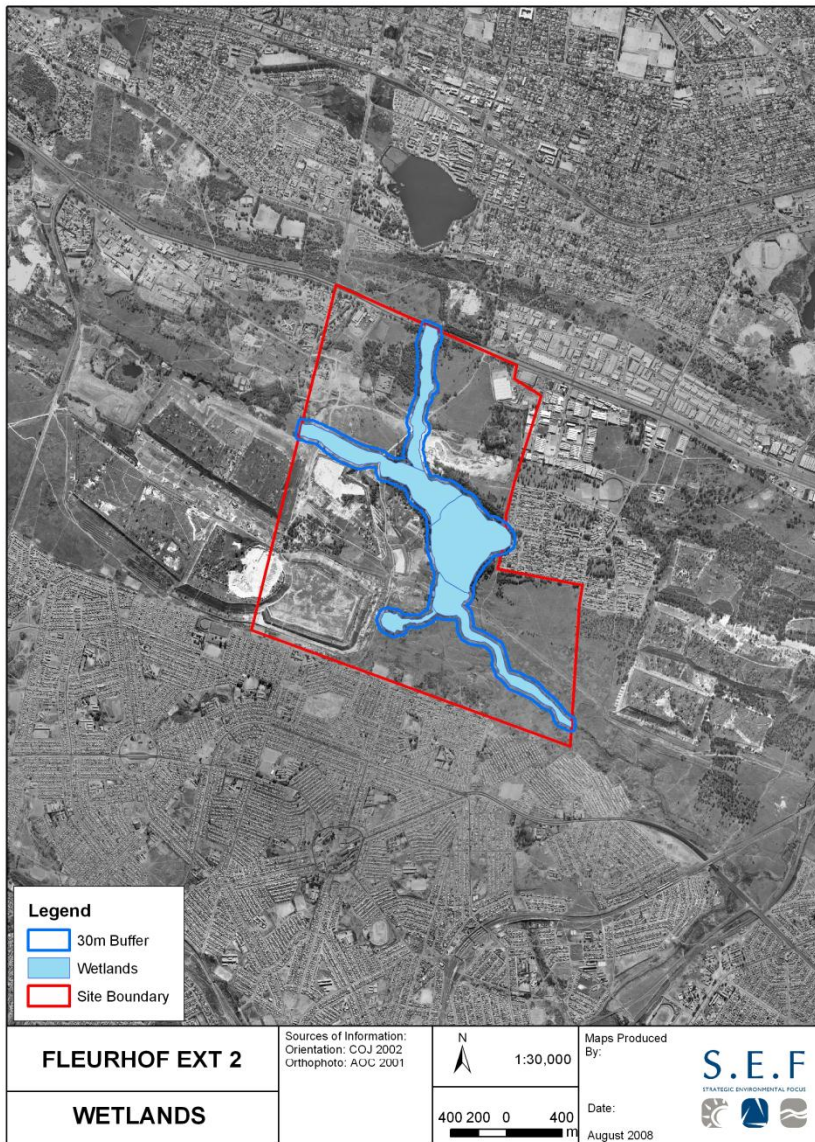 Legend
30m Buffer
Wetlands
Site Boundary
FLEURHOF EXT 2
WETLANDS
Sources of Information:
Orientation: COJ 2002
Orthophoto: AOC 2001
N
1:30,000
400 200 0 400
m
Maps Produced
By:
S.E.F
STRATEGIC ENVIRONMENTAL FOCUS
Date:
August 2008